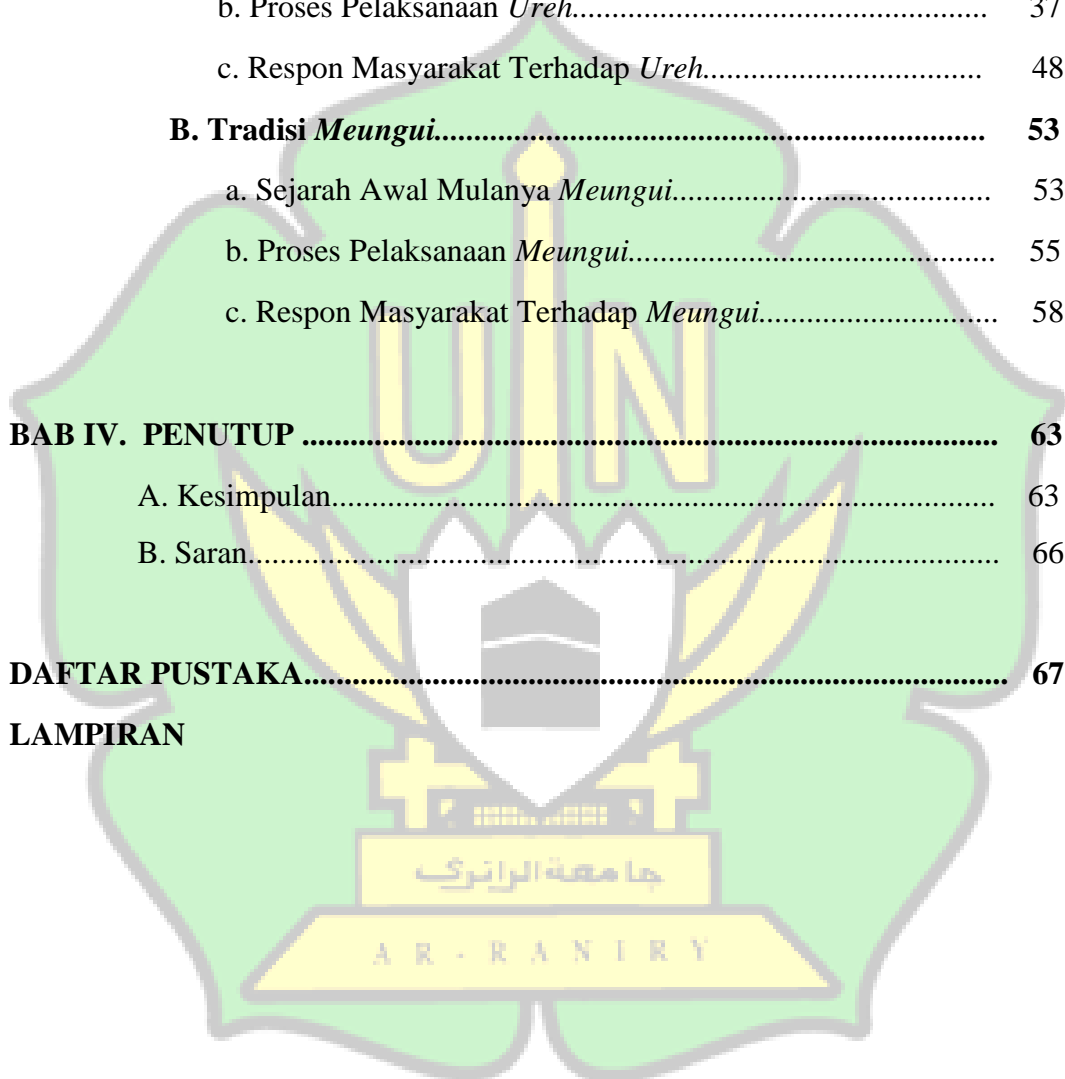 b. Proses Pelaksanaan Ureh.................................................... 37
c. Respon Masyarakat Terhadap Ureh.................................. 48
B. Tradisi Meungui.................................................................... 53
a. Sejarah Awal Mulanya Meungui....................................... 53
b. Proses Pelaksanaan Meungui............................................. 55
c. Respon Masyarakat Terhadap Meungui............................. 58
UIN
BAB IV. PENUTUP ...................................................................................... 63
A. Kesimpulan.................................................................................. 63
B. Saran............................................................................................. 66
DAFTAR PUSTAKA....................................................................................... 67
LAMPIRAN
جامعة الرانري
AR-RANIRY